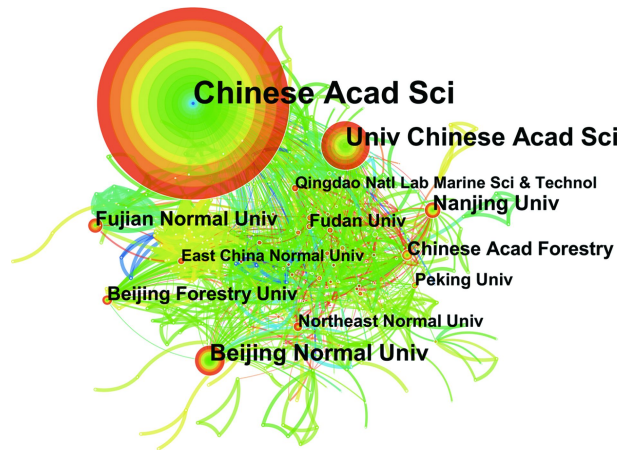 Chinese Acad Sci
Univ Chinese Acad Sci
Qingdao Natl Lab Marine Sci & Technol
Nanjing Univ
Fujian Normal Univ
Fudan Univ
East China Normal Univ
Chinese Acad Forestry
Peking Univ
Beijing Forestry Univ
Northeast Normal Univ
Beijing Normal Univ